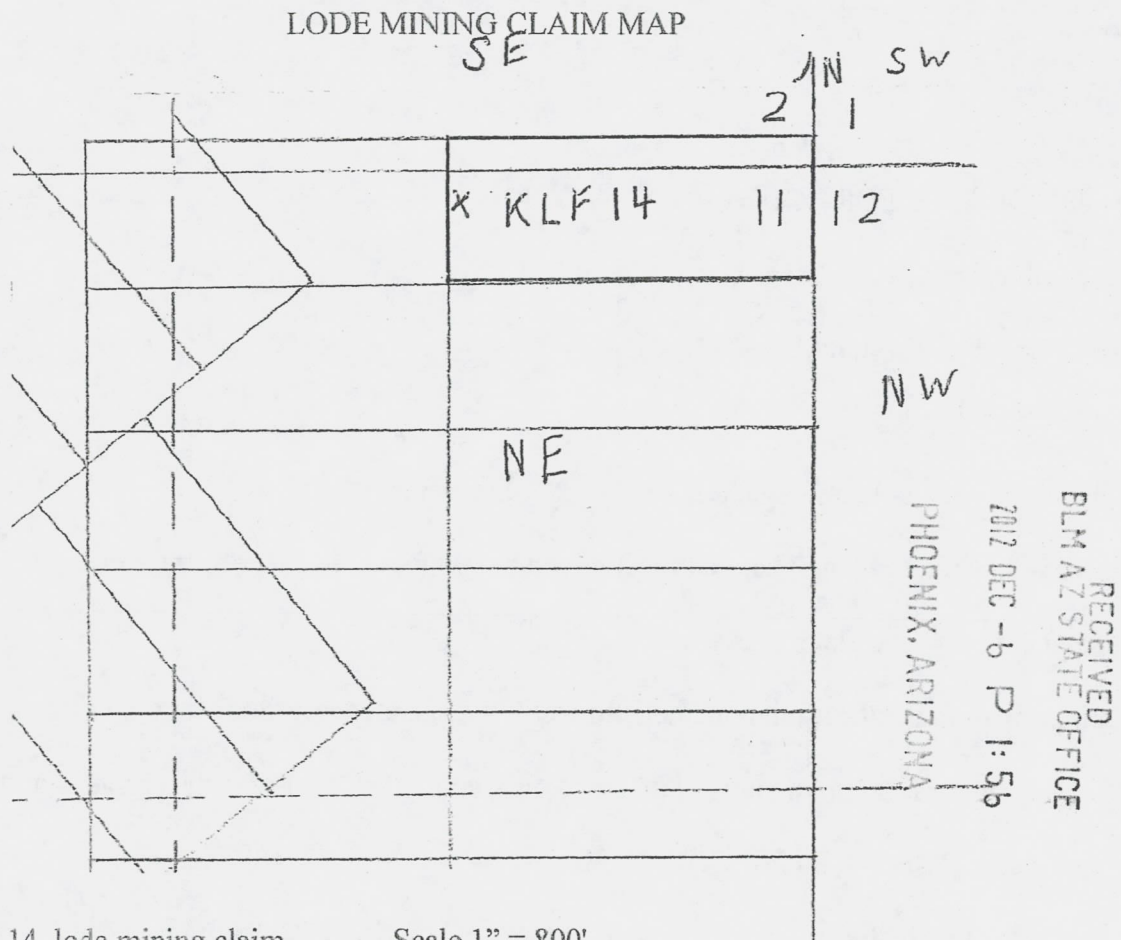 LODE MINING CLAIM MAP
SE
N SW
2 1
X KLF 14 11 12
NW
NE
RECEIVED
BLM AZ STATE OFFICE
2012 DEC -6 P 1:56
PHOENIX, ARIZONA
14 lode mining claim Scale 1" = 800'